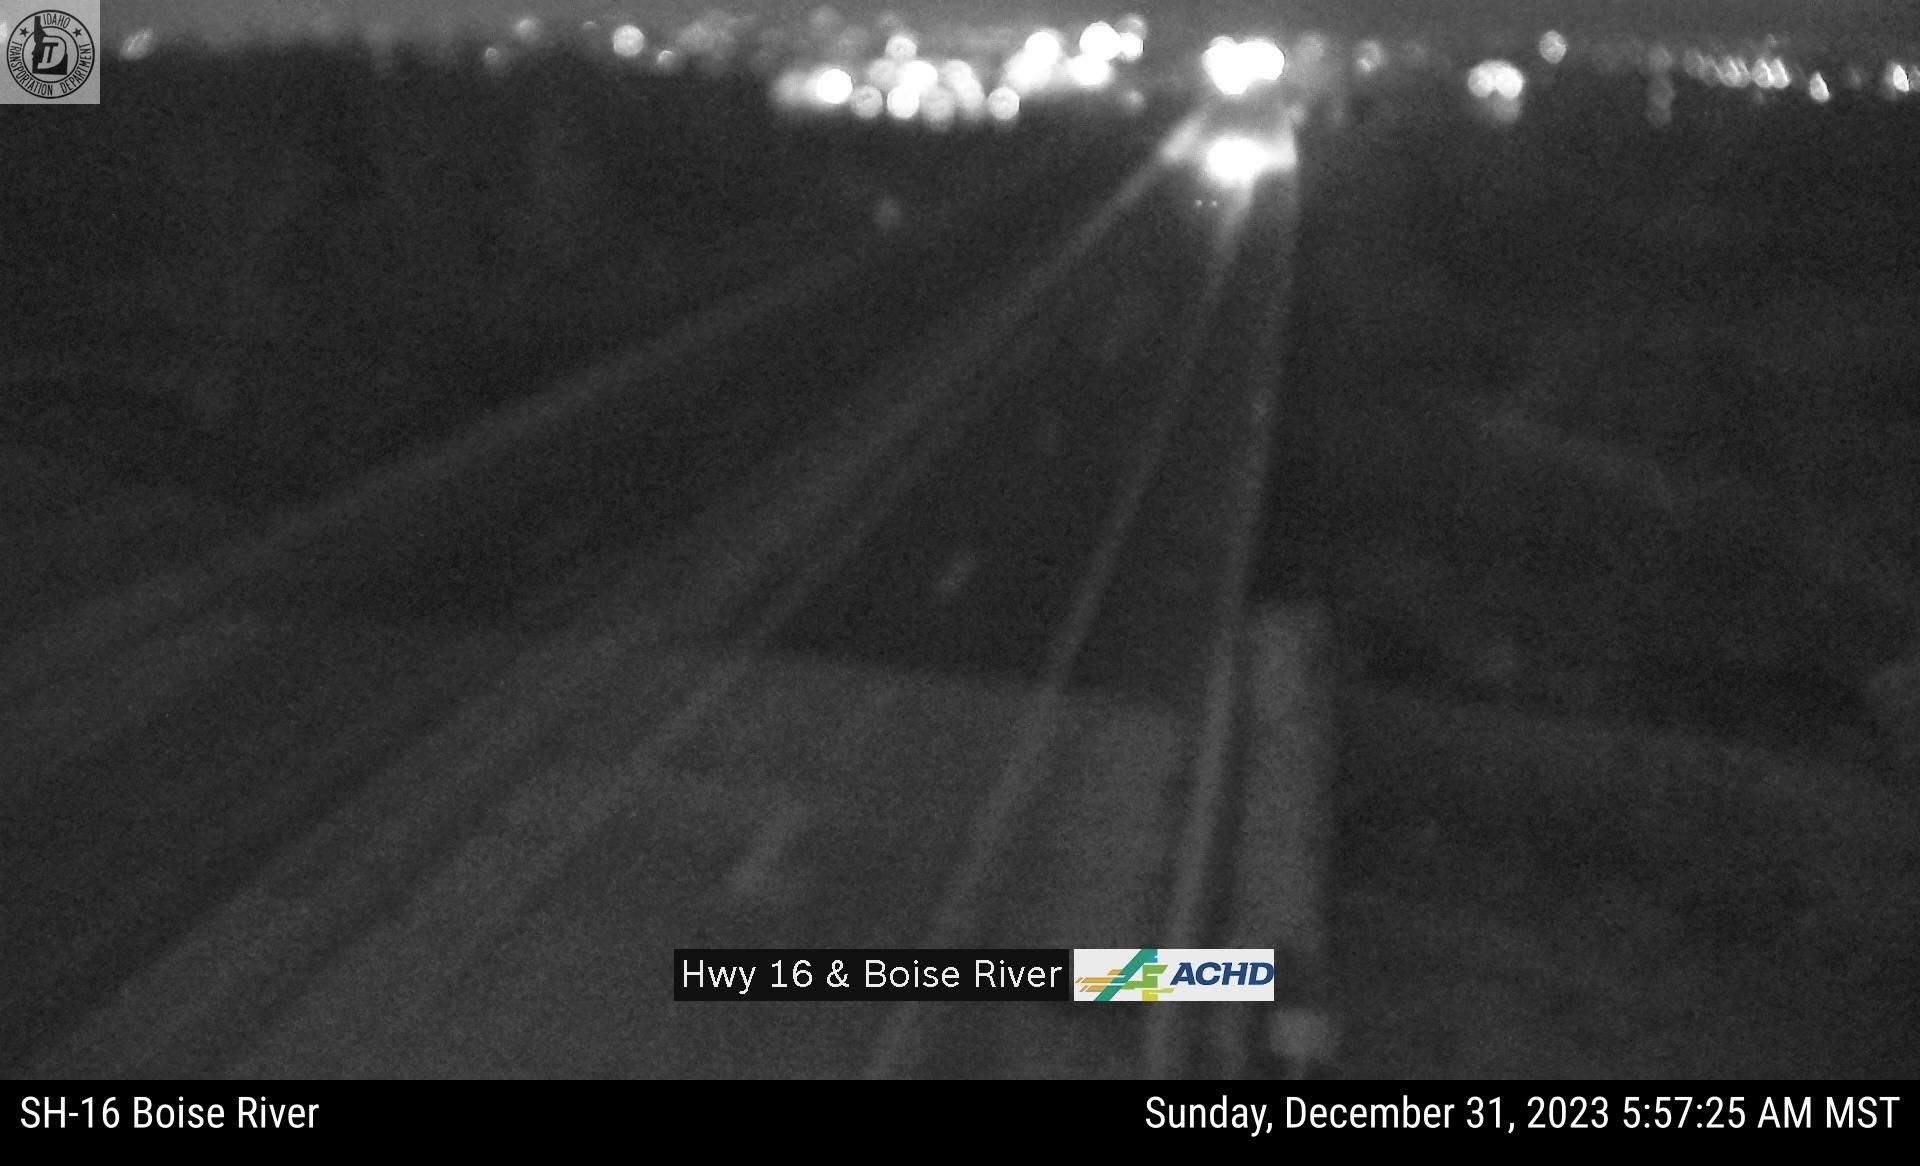 IDAHO
TRANSPORTATION DEPARTMENT
Hwy 16 & Boise River
ACHD
SH-16 Boise River
Sunday, December 31, 2023 5:57:25 AM MST